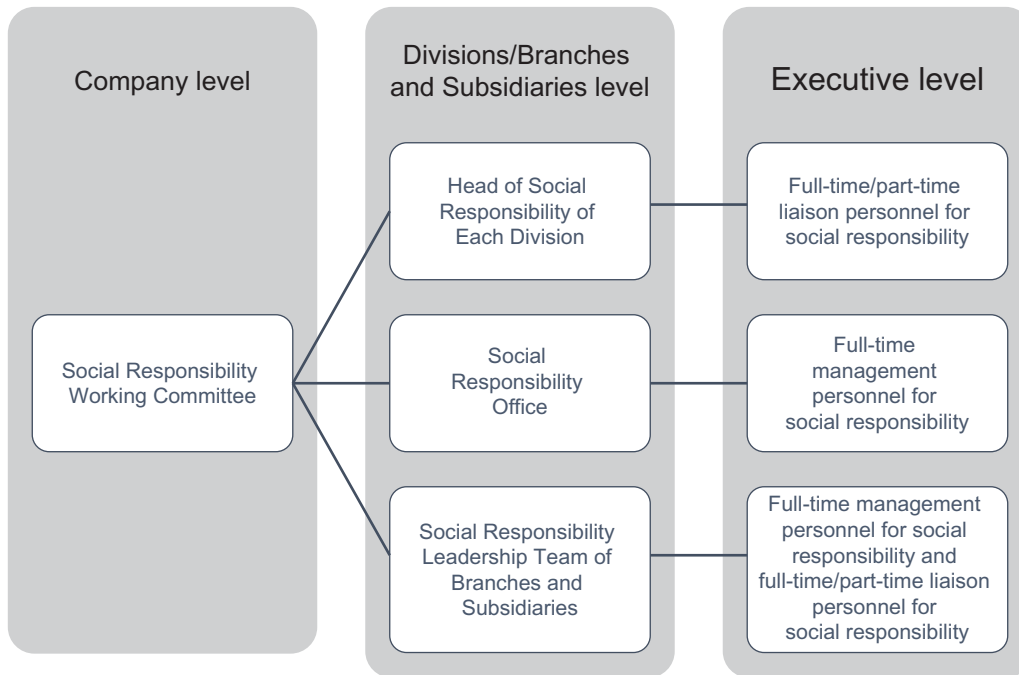 Company level
Social Responsibility
Working Committee
Divisions/Branches
and Subsidiaries level
Head of Social
Responsibility of
Each Division
Social
Responsibility
Office
Social Responsibility
Leadership Team of
Branches and
Subsidiaries
Executive level
Full-time/part-time
liaison personnel for
social responsibility
Full-time
management
personnel for
social responsibility
Full-time management
personnel for social
responsibility and
full-time/part-time liaison
personnel for
social responsibility